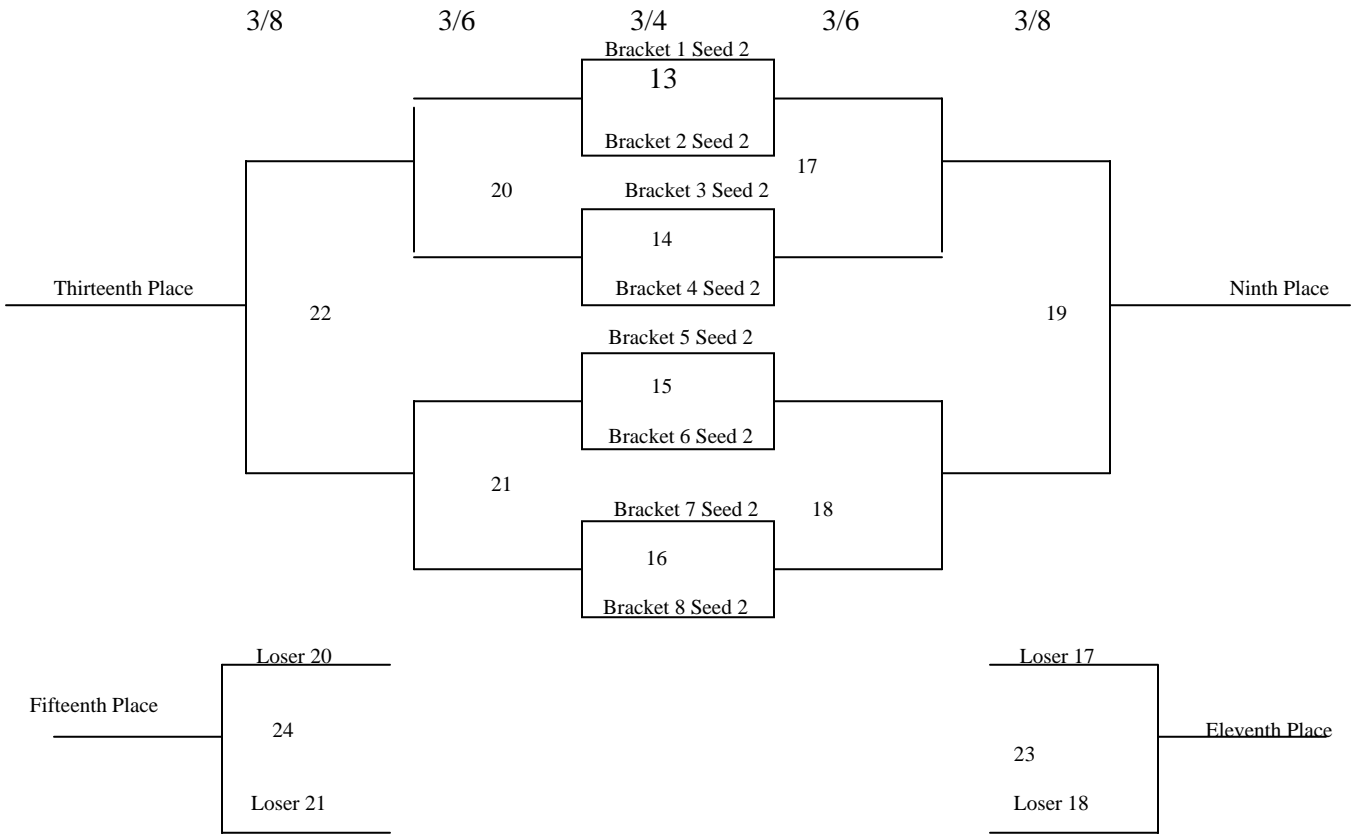 3/8 3/6 3/4 3/6 3/8
Bracket 1 Seed 2
13
Bracket 2 Seed 2
17
20
Bracket 3 Seed 2
14
Thirteenth Place
Bracket 4 Seed 2
Ninth Place
22
19
Bracket 5 Seed 2
15
Bracket 6 Seed 2
21
Bracket 7 Seed 2
18
16
Bracket 8 Seed 2
Loser 20
Loser 17
Fifteenth Place
24
Eleventh Place
23
Loser 21
Loser 18